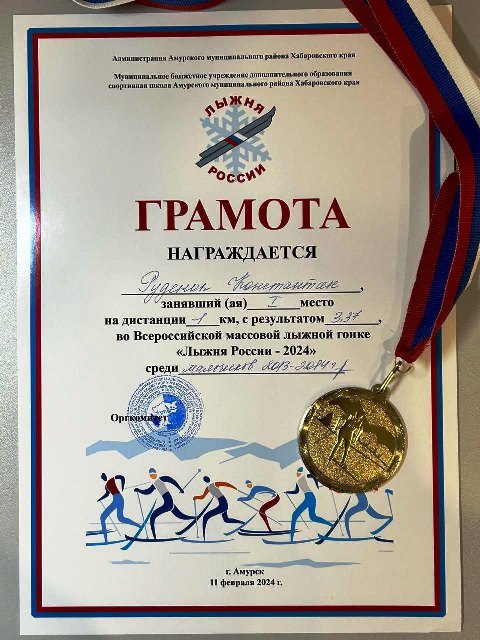 Администрация Амурского муниципального района Хабаровского края
Муниципальное бюджетное учреждение дополнительного образования
спортивная школа Амурского муниципального района Хабаровского края
ЛЫЖНЯ
РОССИИ
ГРАМОТА
НАГРАЖДАЕТСЯ
Руденок Константин,
занявший (ая) I место
на дистанции 1 км, с результатом 3,37,
во Всероссийской массовой лыжной гонке
«Лыжня России - 2024»
среди мальчиков 2013-2014 г.р
Оргкомитет
г. Амурск
11 февраля 2024 г.